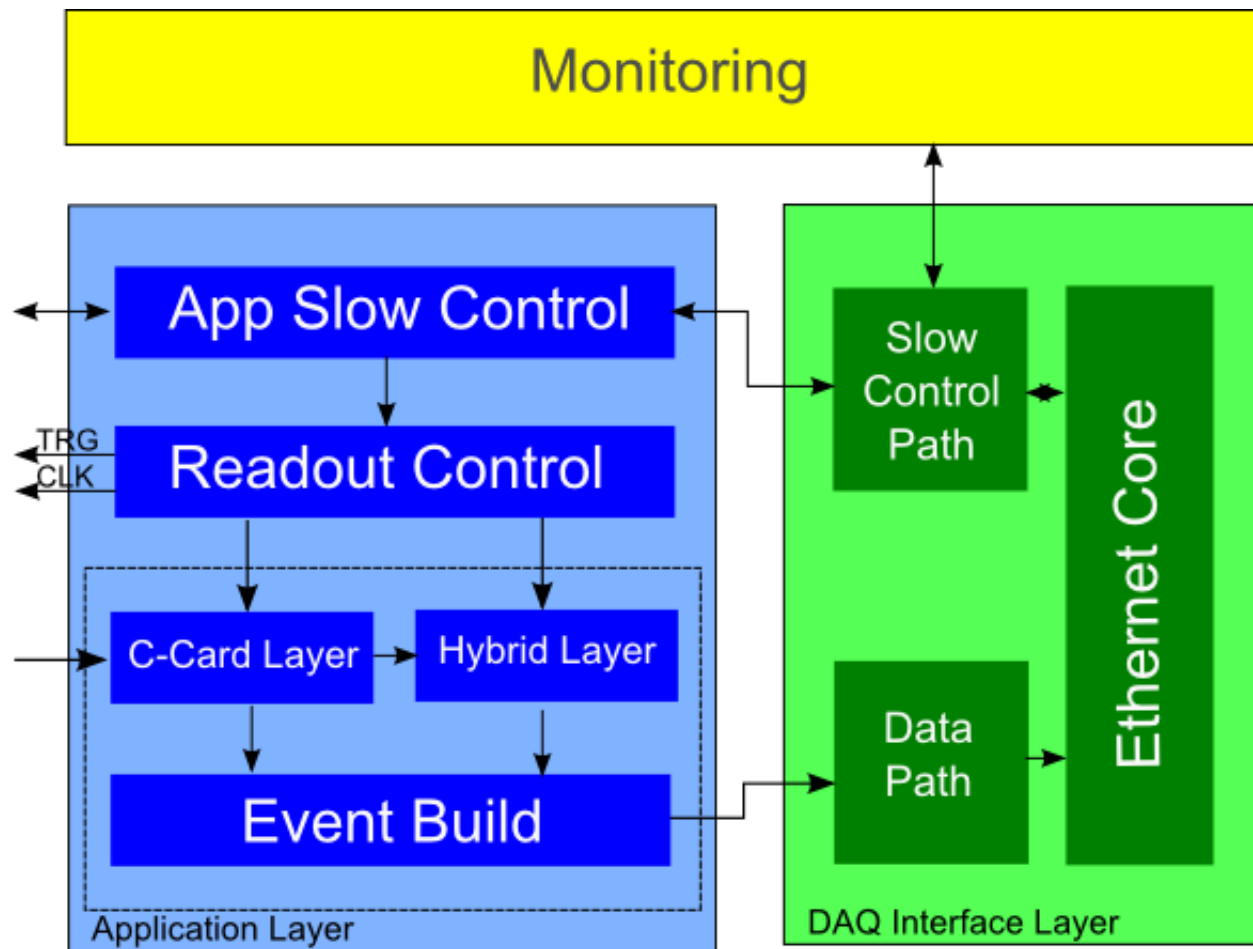 Monitoring
App Slow Control
TRG
CLK
Readout Control
C-Card Layer
Hybrid Layer
Event Build
Application Layer
Slow
Control
Path
Data
Path
Ethernet Core
DAQ Interface Layer